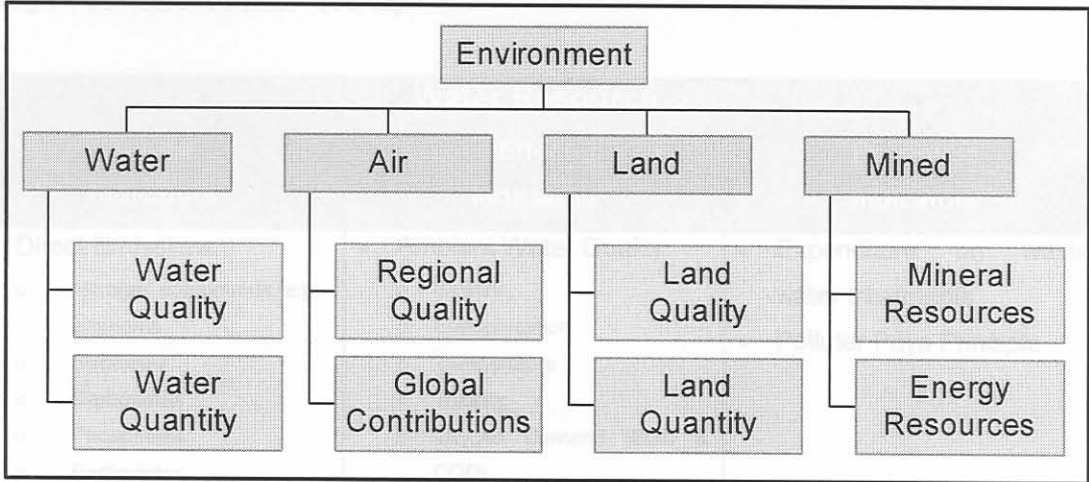 Environment
Water
Air
Land
Mined
Water
Quality
Regional
Quality
Land
Quality
Mineral
Resources
Water
Quantity
Global
Contributions
Land
Quantity
Energy
Resources